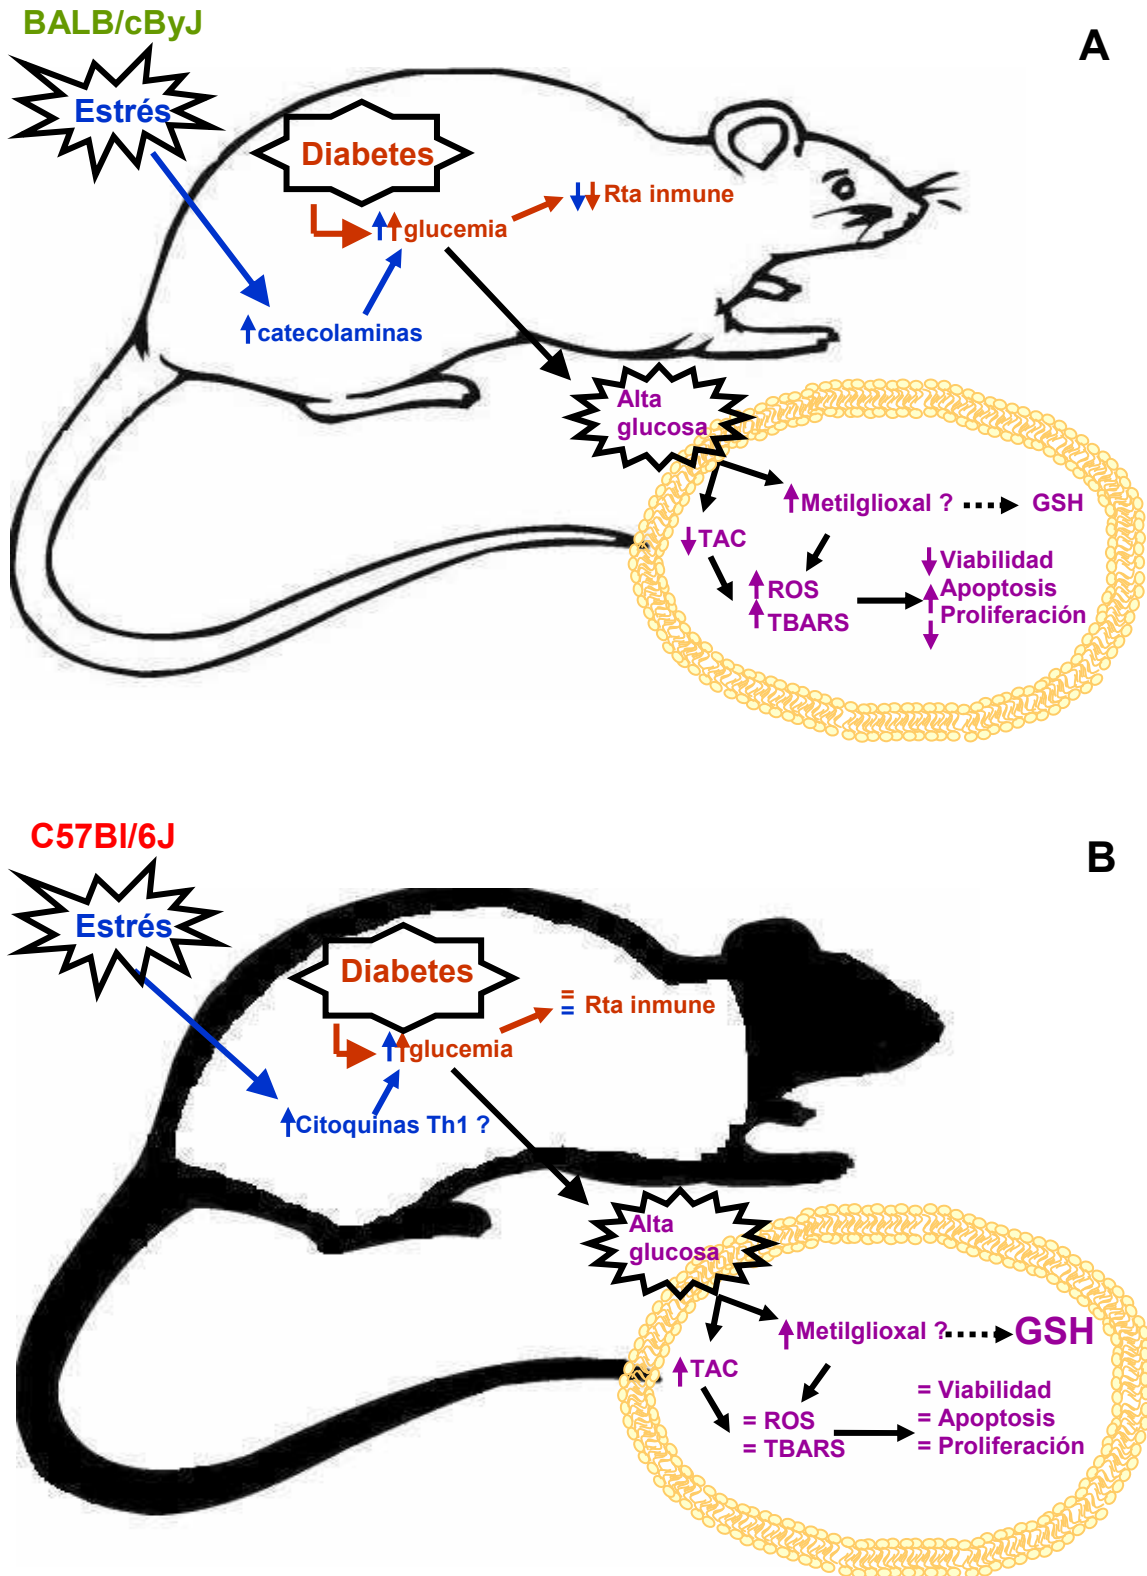 BALB/cByJ
A
Estrés
Diabetes
↓↓ Rta inmune
↑↑ glucemia
↑ catecolaminas
Alta
glucosa
↑ Metilglioxal ? GSH
↓ TAC
↓ Viabilidad
↑ Apoptosis
↓ Proliferación
↑ ROS
↑ TBARS
C57Bl/6J
B
Estrés
Diabetes
= = Rta inmune
↑↑ glucemia
↑ Citoquinas Th1 ?
Alta
glucosa
↑ Metilglioxal ? GSH
↑ TAC
= Viabilidad
= Apoptosis
= Proliferación
= ROS
= TBARS